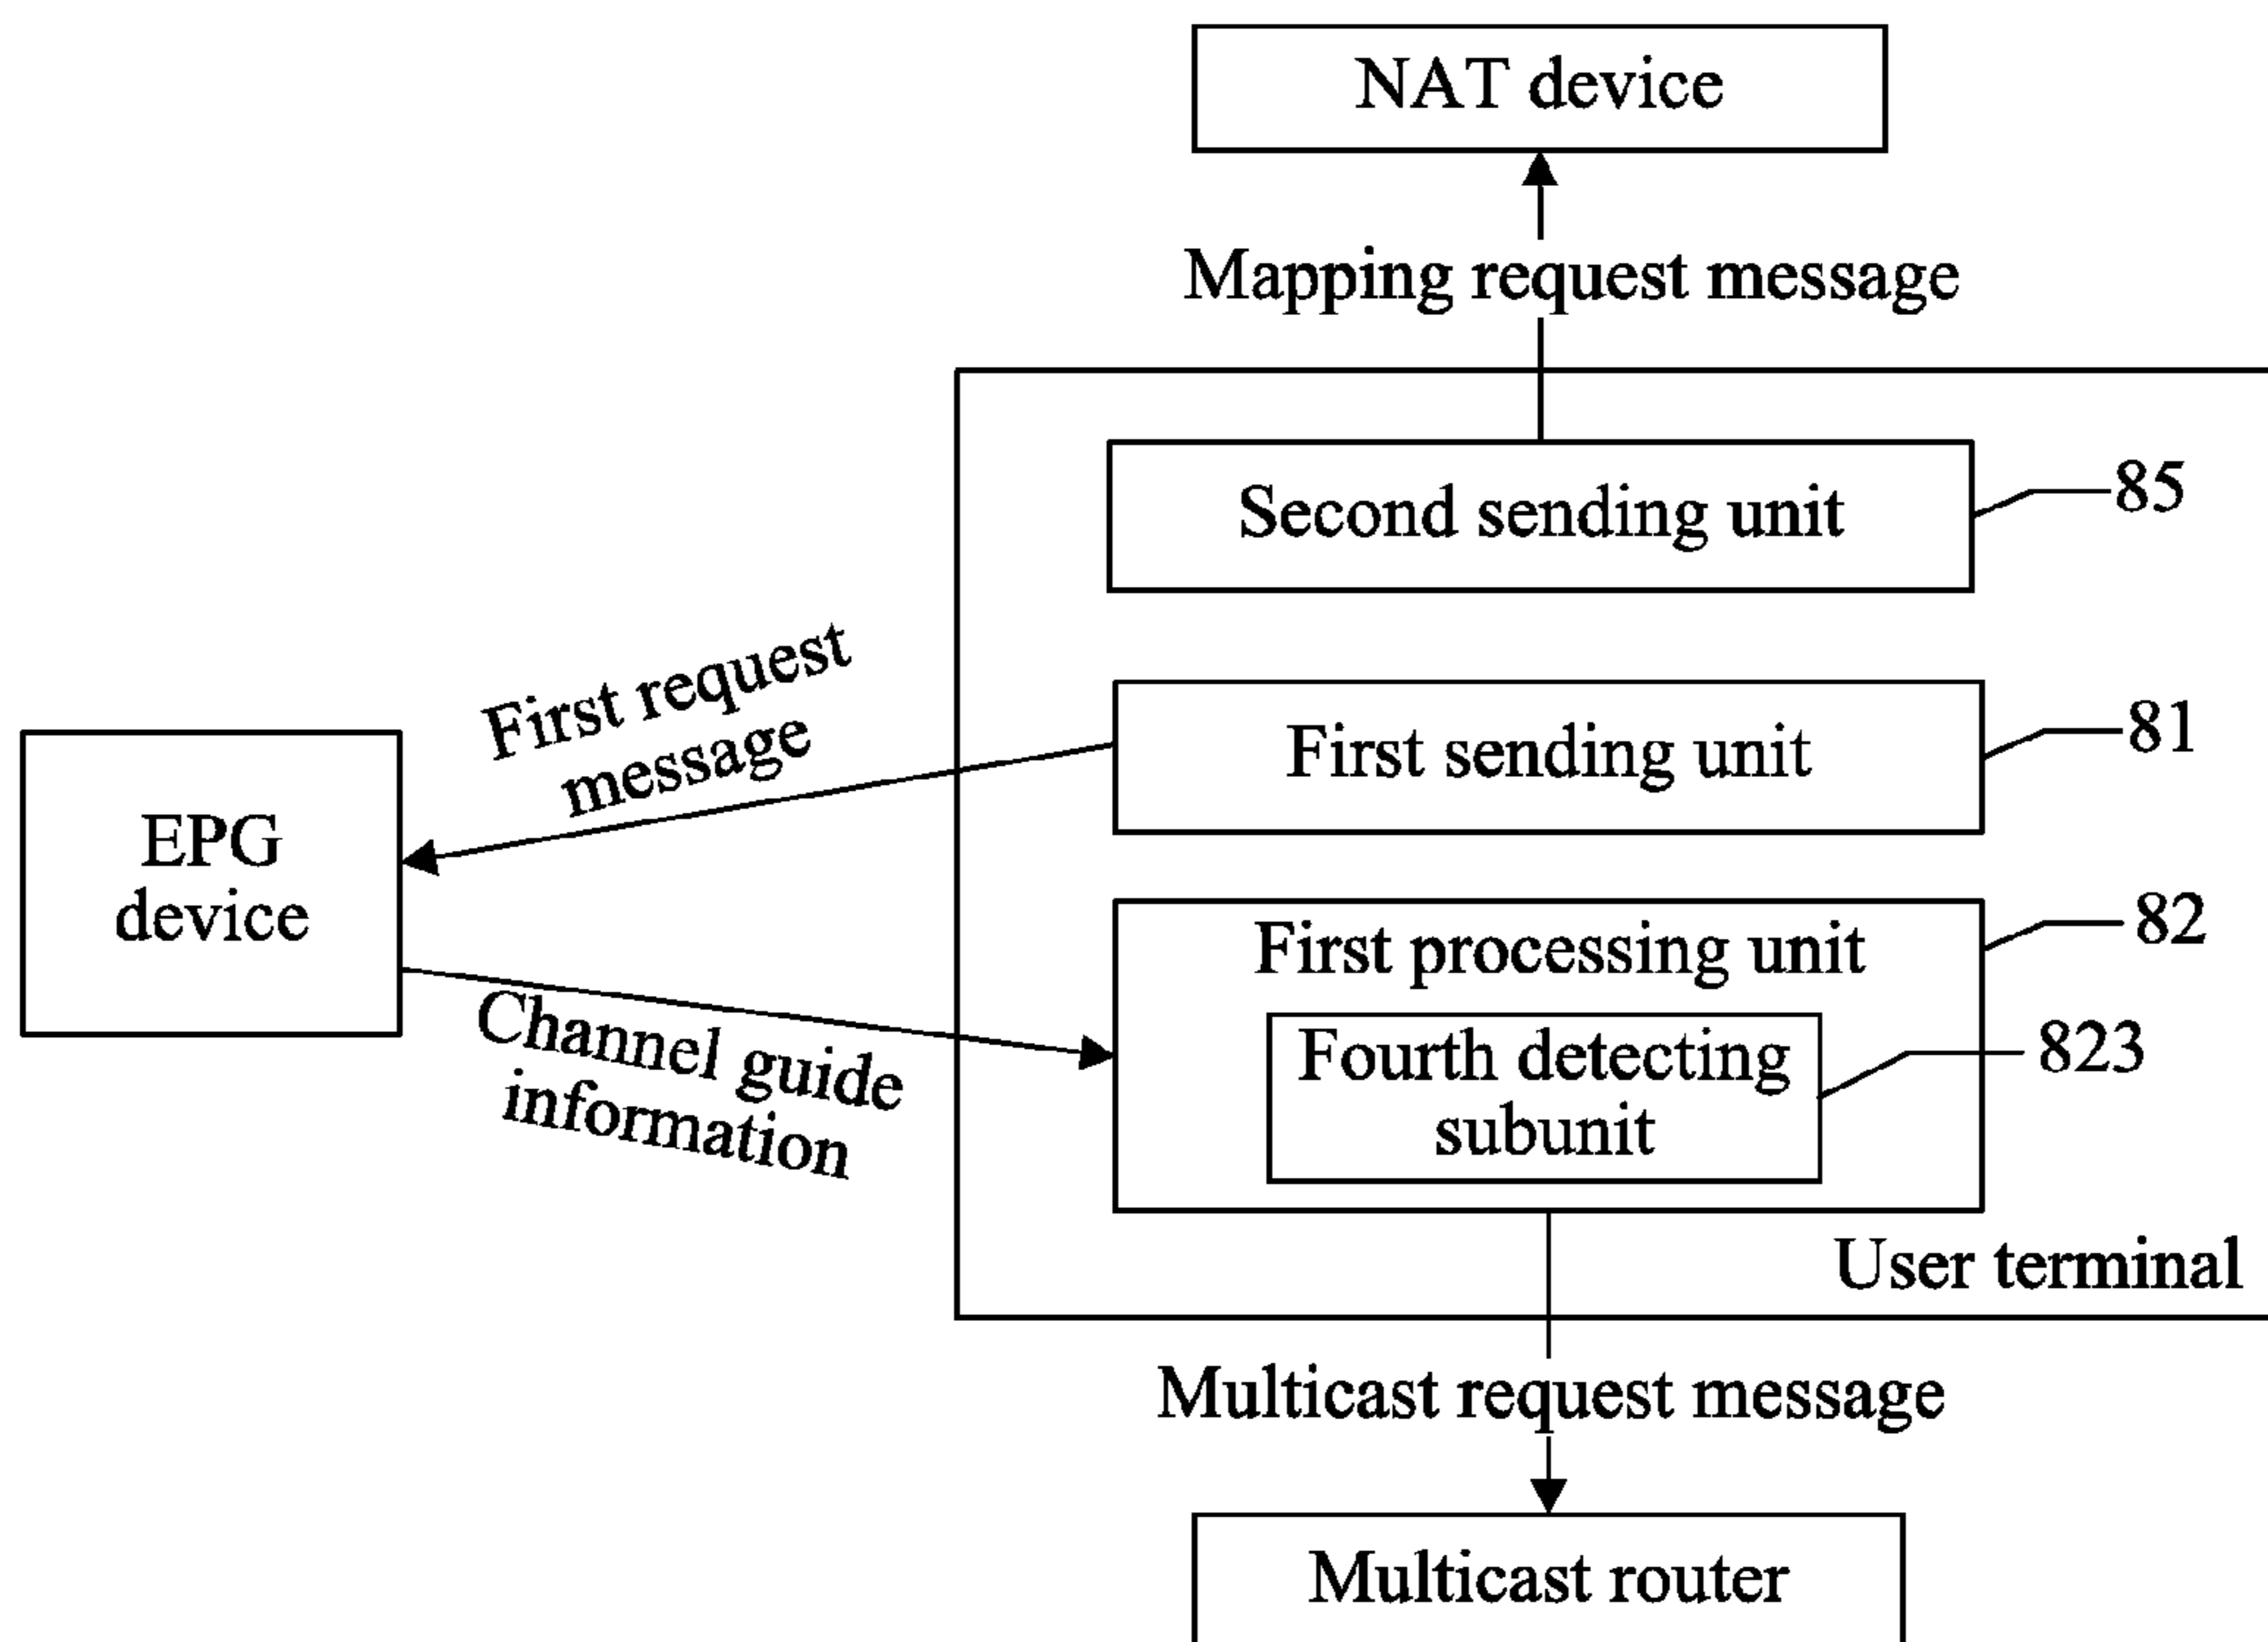 NAT device
Mapping request message
Second sending unit
85
First request
message
First sending unit
81
EPG
device
First processing unit
82
Channel guide
information
Fourth detecting
subunit
823
User terminal
Multicast request message
Multicast router